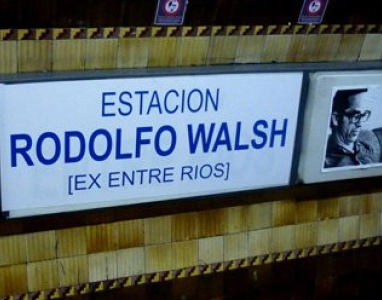 ESTACION
RODOLFO WALSH
[EX ENTRE RIOS]